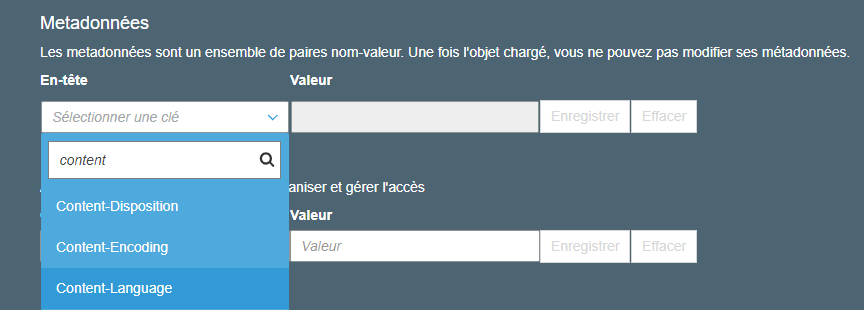 Metadonnées
Les metadonnées sont un ensemble de paires nom-valeur. Une fois l'objet chargé, vous ne pouvez pas modifier ses métadonnées.
En-tête Valeur
Sélectionner une clé Enregistrer Effacer
content
aniser et gérer l'accès
Content-Disposition Valeur
Content-Encoding Valeur Enregistrer Effacer
Content-Language